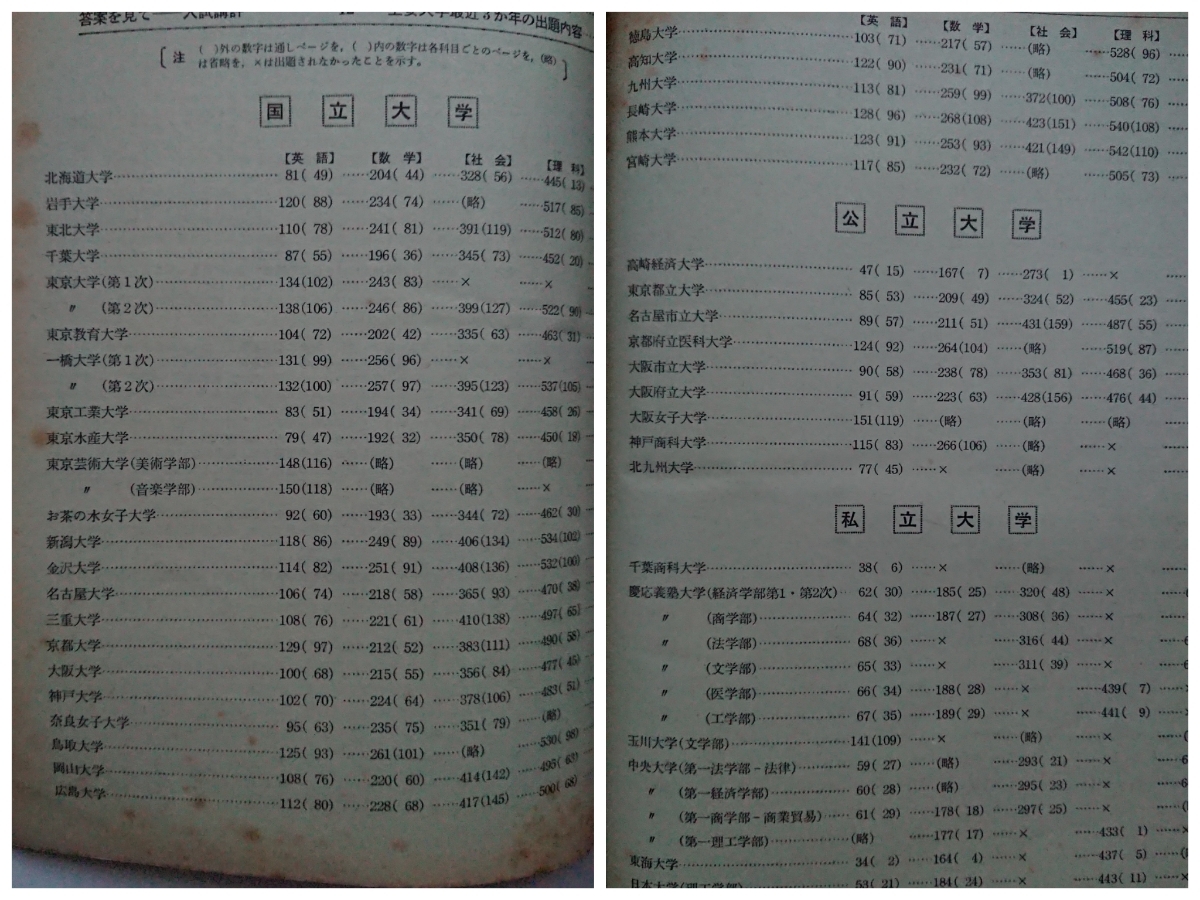 答案を見て――入試講評 12 主要大学最近3か年の出題内容
〔注 (　)外の数字は通しページを，(　)内の数字は各科目ごとのページを，(略)
は省略を，×は出題されなかったことを示す。〕
国立大学
【英　語】 【数　学】 【社　会】 【理　科】
北海道大学 81( 49) 204( 44) 328( 56) 445( 13)
岩手大学 120( 88) 234( 74) (略) 517( 85)
東北大学 110( 78) 241( 81) 391(119) 512( 80)
千葉大学 87( 55) 196( 36) 345( 73) 452( 20)
東京大学(第1次) 134(102) 243( 83) × ×
〃 (第2次) 138(106) 246( 86) 399(127) 522( 90)
東京教育大学 104( 72) 202( 42) 335( 63) 463( 31)
一橋大学(第1次) 131( 99) 256( 96) × ×
〃 (第2次) 132(100) 257( 97) 395(123) 537(105)
東京工業大学 83( 51) 194( 34) 341( 69) 458( 26)
東京水産大学 79( 47) 192( 32) 350( 78) 450( 18)
東京芸術大学(美術学部) 148(116) (略) (略) (略)
〃 (音楽学部) 150(118) (略) (略) ×
お茶の水女子大学 92( 60) 193( 33) 344( 72) 462( 30)
新潟大学 118( 86) 249( 89) 406(134) 534(102)
金沢大学 114( 82) 251( 91) 408(136) 532(100)
名古屋大学 106( 74) 218( 58) 365( 93) 470( 38)
三重大学 108( 76) 221( 61) 410(138) 497( 65)
京都大学 129( 97) 212( 52) 383(111) 490( 58)
大阪大学 100( 68) 215( 55) 356( 84) 477( 45)
神戸大学 102( 70) 224( 64) 378(106) 483( 51)
奈良女子大学 95( 63) 235( 75) 351( 79) (略)
鳥取大学 125( 93) 261(101) (略) 530( 98)
岡山大学 108( 76) 220( 60) 414(142) 495( 63)
広島大学 112( 80) 228( 68) 417(145) 500( 68)
【英　語】 【数　学】 【社　会】 【理　科】
徳島大学 103( 71) 217( 57) (略) 528( 96)
高知大学 122( 90) 231( 71) (略) 504( 72)
九州大学 113( 81) 259( 99) 372(100) 508( 76)
長崎大学 128( 96) 268(108) 423(151) 540(108)
熊本大学 123( 91) 253( 93) 421(149) 542(110)
宮崎大学 117( 85) 232( 72) (略) 505( 73)
公立大学
高崎経済大学 47( 15) 167( 7) 273( 1) ×
東京都立大学 85( 53) 209( 49) 324( 52) 455( 23)
名古屋市立大学 89( 57) 211( 51) 431(159) 487( 55)
京都府立医科大学 124( 92) 264(104) (略) 519( 87)
大阪市立大学 90( 58) 238( 78) 353( 81) 468( 36)
大阪府立大学 91( 59) 223( 63) 428(156) 476( 44)
大阪女子大学 151(119) (略) (略) (略)
神戸商科大学 115( 83) 266(106) (略) ×
北九州大学 77( 45) × (略) ×
私立大学
千葉商科大学 38( 6) × (略) ×
慶応義塾大学(経済学部第1・第2次) 62( 30) 185( 25) 320( 48) ×
〃 (商学部) 64( 32) 187( 27) 308( 36) ×
〃 (法学部) 68( 36) × 316( 44) ×
〃 (文学部) 65( 33) × 311( 39) ×
〃 (医学部) 66( 34) 188( 28) × 439( 7)
〃 (工学部) 67( 35) 189( 29) × 441( 9)
玉川大学(文学部) 141(109) × (略) ×
中央大学(第一法学部-法律) 59( 27) (略) 293( 21) ×
〃 (第一経済学部) 60( 28) (略) 295( 23) ×
〃 (第一商学部-商業貿易) 61( 29) 178( 18) 297( 25) ×
〃 (第一理工学部) (略) 177( 17) × 433( 1)
東海大学 34( 2) 164( 4) × 437( 5)
日本大学(理工学部) 53( 21) 184( 24) × 443( 11)